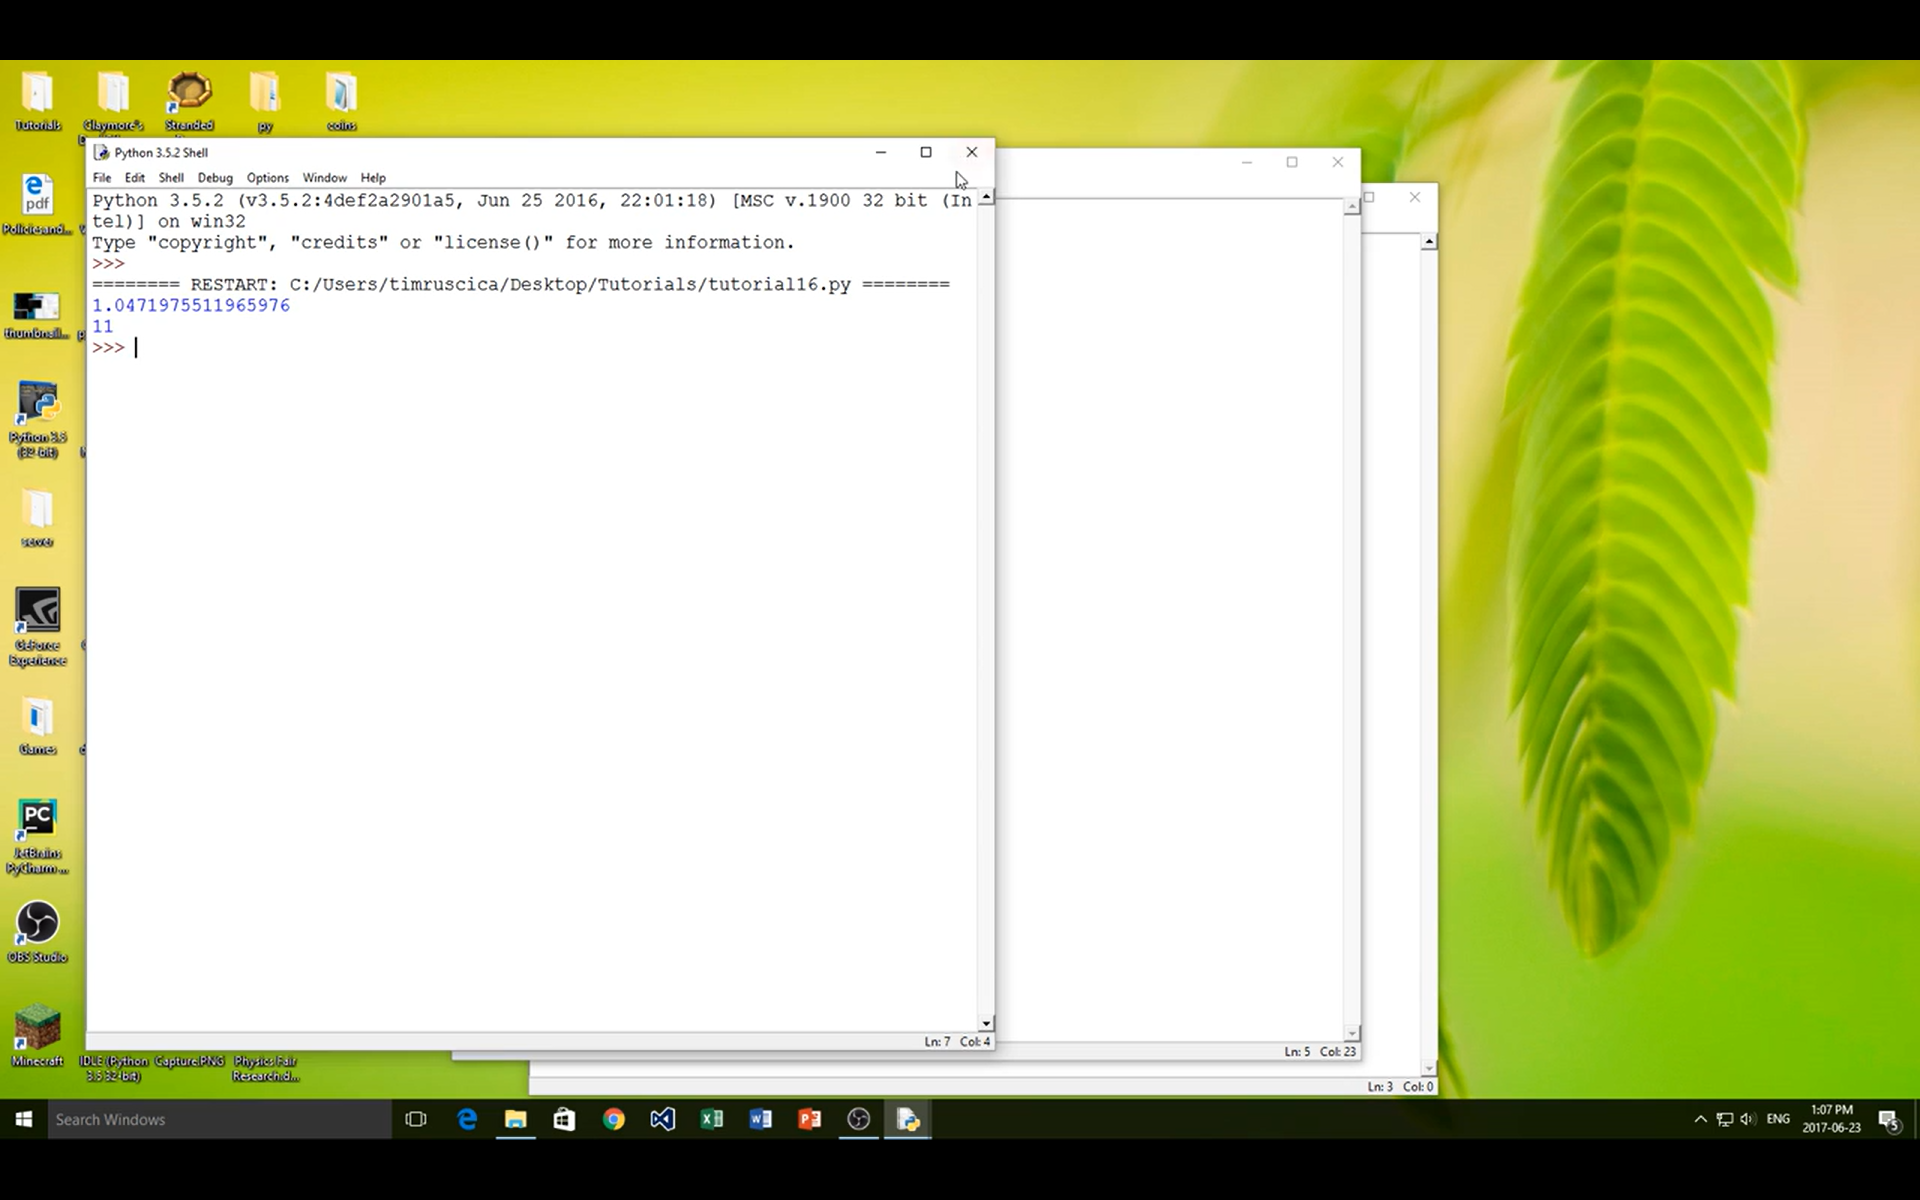 Tutorials
Claymore's
Stranded
py
coins
Python 3.5.2 Shell
File Edit Shell Debug Options Window Help
Python 3.5.2 (v3.5.2:4def2a2901a5, Jun 25 2016, 22:01:18) [MSC v.1900 32 bit (In
tel)] on win32
Type "copyright", "credits" or "license()" for more information.
>>>
======== RESTART: C:/Users/timruscica/Desktop/Tutorials/tutorial16.py ========
1.0471975511965976
11
>>>
pdf
Policiesand...
thumbnail...
Python 3.5
(32-bit)
server
GeForce
Experience
Games
PC
JetBrains
PyCharm ...
OBS Studio
Minecraft
IDLE (Python
3.5 32-bit)
Capture.PNG
Physics Fair
Research.d...
Ln: 7 Col: 4
Ln: 5 Col: 23
Ln: 3 Col: 0
Search Windows
ENG
1:07 PM
2017-06-23
5